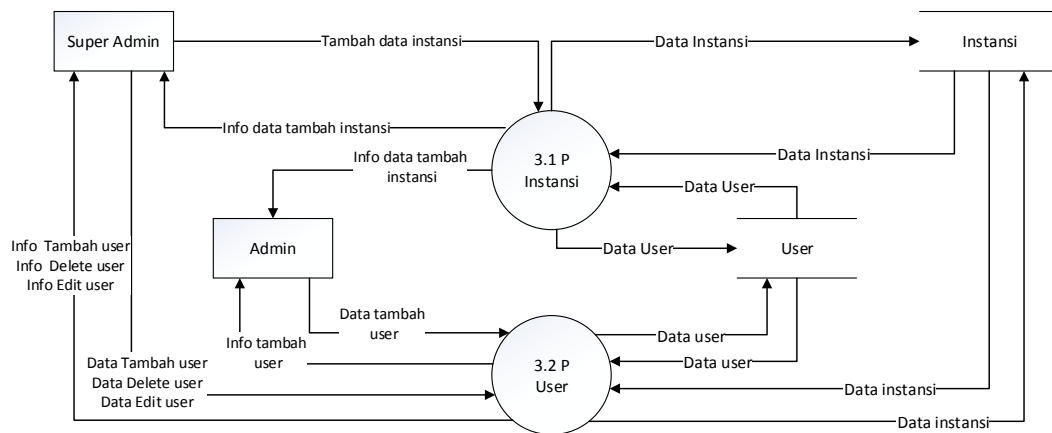 Super Admin
Tambah data instansi
Data Instansi
Instansi
Info data tambah instansi
3.1 P
Instansi
Data Instansi
Info data tambah
instansi
Data User
Admin
Data User
User
Info  Tambah user
Info  Delete user
Info Edit user
Data tambah
user
Info tambah
user
Data user
Data user
3.2 P
User
Data Tambah user
Data Delete user
Data Edit user
Data instansi
Data instansi